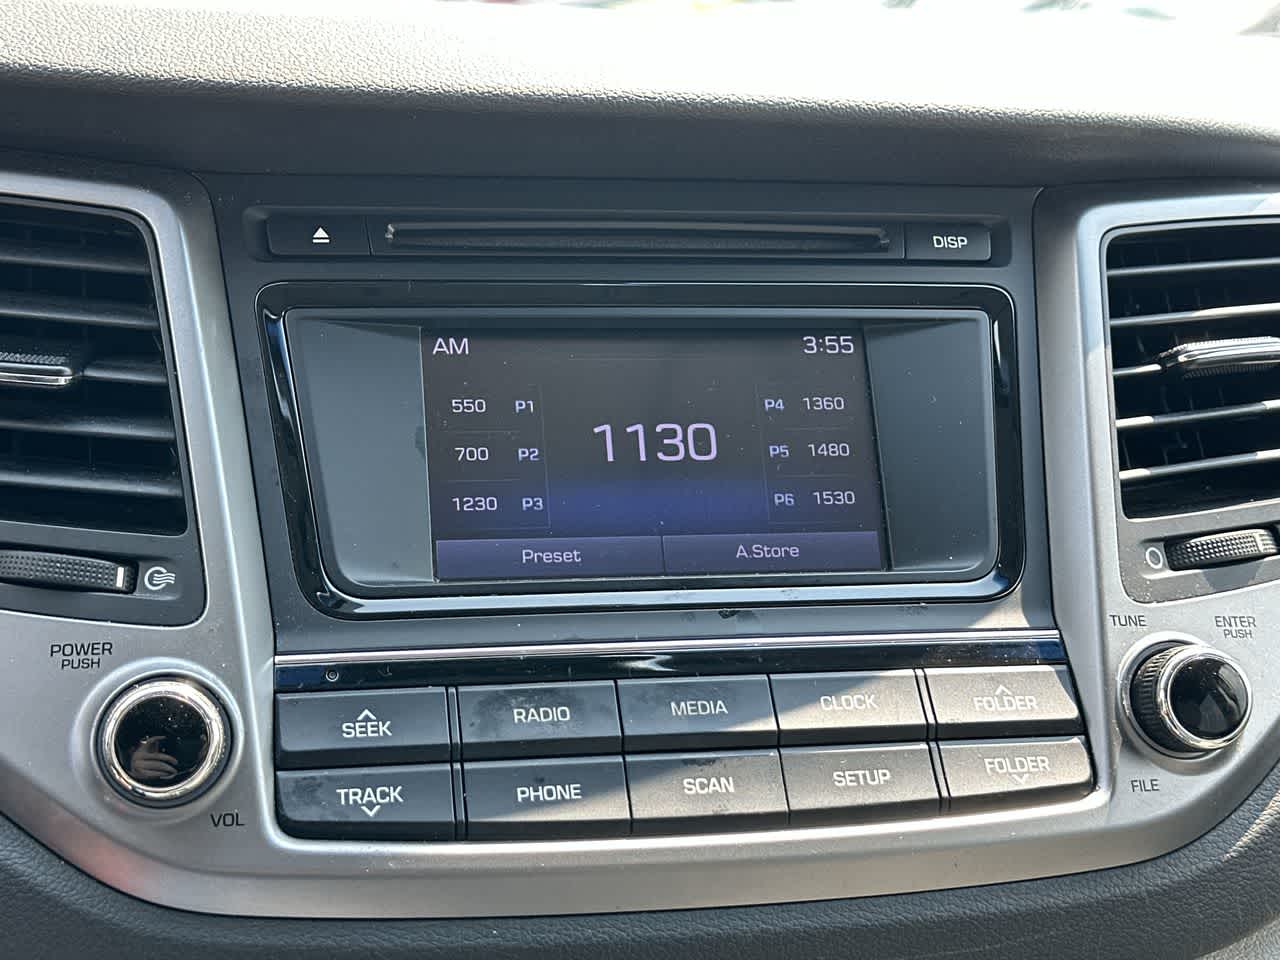 DISP
AM 3:55
550 P1
700 P2
1230 P3
1130
P4 1360
P5 1480
P6 1530
Preset A.Store
POWER
PUSH
VOL
SEEK
TRACK
RADIO MEDIA CLOCK FOLDER
PHONE SCAN SETUP FOLDER
TUNE
ENTER
PUSH
FILE